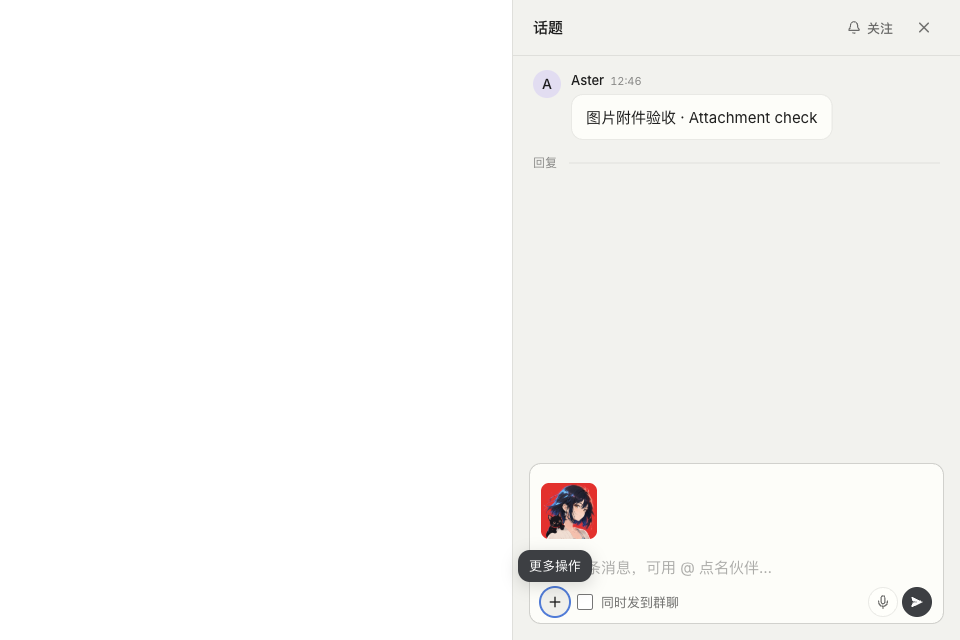 话题
关注
A
Aster 12:46
图片附件验收 · Attachment check
回复
更多操作
条消息，可用 @ 点名伙伴...
同时发到群聊